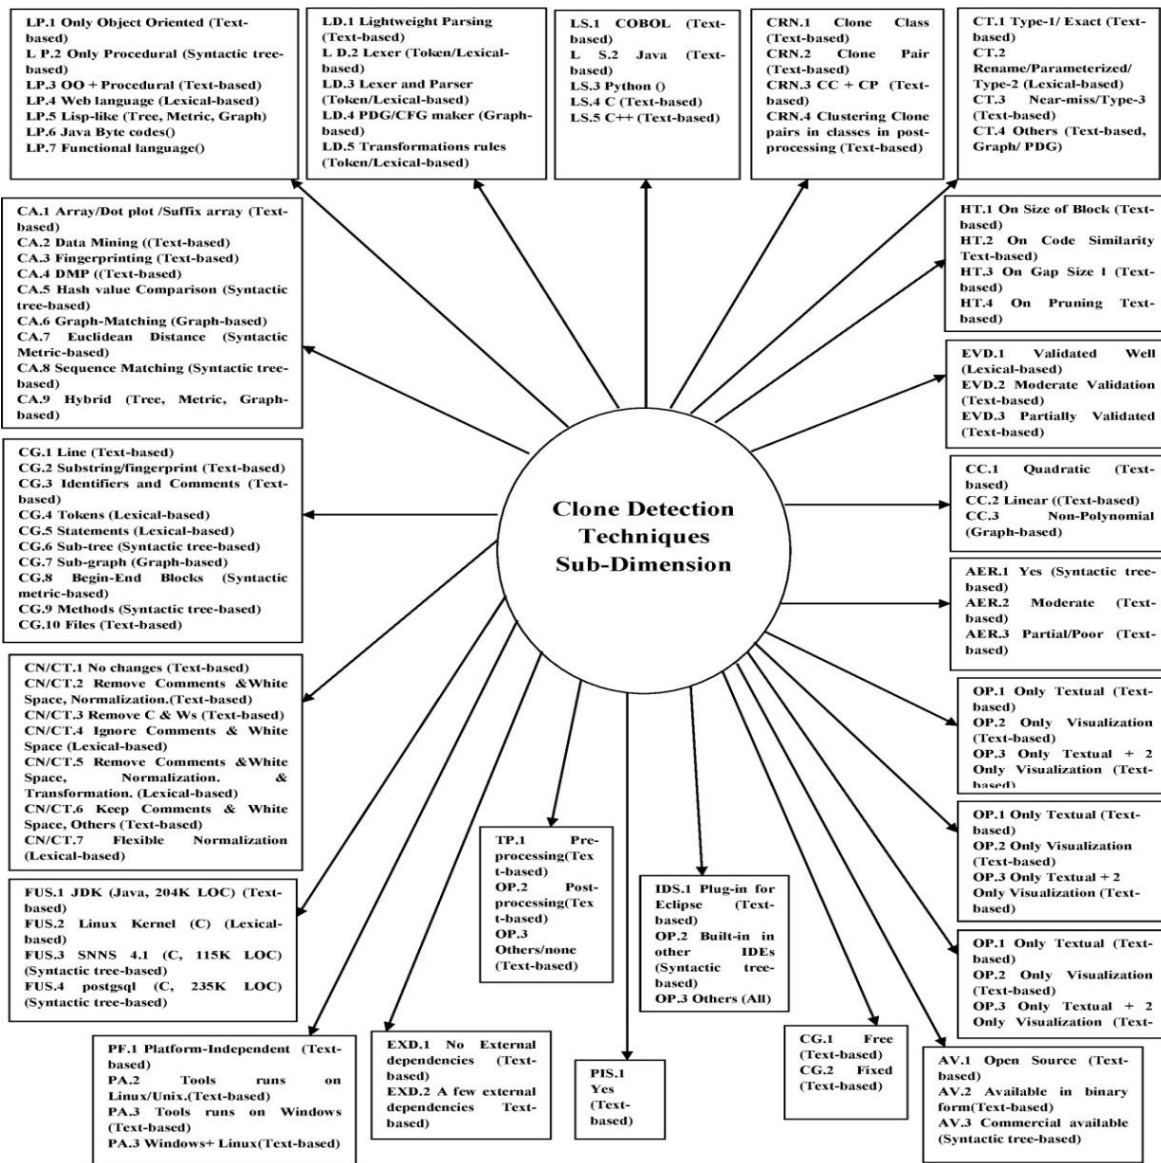 LP.1 Only Object Oriented (Text-
based)
L P.2 Only Procedural (Syntactic tree-
based)
LP.3 OO + Procedural (Text-based)
LP.4 Web language (Lexical-based)
LP.5 Lisp-like (Tree, Metric, Graph)
LP.6 Java Byte codes()
LP.7 Functional language()
LD.1 Lightweight Parsing
(Text-based)
L D.2 Lexer (Token/Lexical-
based)
LD.3 Lexer and Parser
(Token/Lexical-based)
LD.4 PDG/CFG maker (Graph-
based)
LD.5 Transformations rules
(Token/Lexical-based)
LS.1 COBOL (Text-
based)
L S.2 Java (Text-
based)
LS.3 Python ()
LS.4 C (Text-based)
LS.5 C++ (Text-based)
CRN.1 Clone Class
(Text-based)
CRN.2 Clone Pair
(Text-based)
CRN.3 CC + CP (Text-
based)
CRN.4 Clustering Clone
pairs in classes in post-
processing (Text-based)
CT.1 Type-1/ Exact (Text-
based)
CT.2
Rename/Parameterized/
Type-2 (Lexical-based)
CT.3 Near-miss/Type-3
(Text-based)
CT.4 Others (Text-based,
Graph/ PDG)
CA.1 Array/Dot plot /Suffix array (Text-
based)
CA.2 Data Mining ((Text-based)
CA.3 Fingerprinting (Text-based)
CA.4 DMP ((Text-based)
CA.5 Hash value Comparison (Syntactic
tree-based)
CA.6 Graph-Matching (Graph-based)
CA.7 Euclidean Distance (Syntactic
Metric-based)
CA.8 Sequence Matching (Syntactic tree-
based)
CA.9 Hybrid (Tree, Metric, Graph-
based)
HT.1 On Size of Block (Text-
based)
HT.2 On Code Similarity
Text-based)
HT.3 On Gap Size l (Text-
based)
HT.4 On Pruning Text-
based)
EVD.1 Validated Well
(Lexical-based)
EVD.2 Moderate Validation
(Text-based)
EVD.3 Partially Validated
(Text-based)
CG.1 Line (Text-based)
CG.2 Substring/fingerprint (Text-based)
CG.3 Identifiers and Comments (Text-
based)
CG.4 Tokens (Lexical-based)
CG.5 Statements (Lexical-based)
CG.6 Sub-tree (Syntactic tree-based)
CG.7 Sub-graph (Graph-based)
CG.8 Begin-End Blocks (Syntactic
metric-based)
CG.9 Methods (Syntactic tree-based)
CG.10 Files (Text-based)
Clone Detection
Techniques
Sub-Dimension
CC.1 Quadratic (Text-
based)
CC.2 Linear ((Text-based)
CC.3 Non-Polynomial
(Graph-based)
AER.1 Yes (Syntactic tree-
based)
AER.2 Moderate (Text-
based)
AER.3 Partial/Poor (Text-
based)
CN/CT.1 No changes (Text-based)
CN/CT.2 Remove Comments &White
Space, Normalization.(Text-based)
CN/CT.3 Remove C & Ws (Text-based)
CN/CT.4 Ignore Comments & White
Space (Lexical-based)
CN/CT.5 Remove Comments &White
Space, Normalization. &
Transformation. (Lexical-based)
CN/CT.6 Keep Comments & White
Space, Others (Text-based)
CN/CT.7 Flexible Normalization
(Lexical-based)
OP.1 Only Textual (Text-
based)
OP.2 Only Visualization
(Text-based)
OP.3 Only Textual + 2
Only Visualization (Text-
based)
OP.1 Only Textual (Text-
based)
OP.2 Only Visualization
(Text-based)
OP.3 Only Textual + 2
Only Visualization (Text-
based)
TP.1 Pre-
processing(Tex
t-based)
OP.2 Post-
processing(Tex
t-based)
OP.3
Others/none
(Text-based)
IDS.1 Plug-in for
Eclipse (Text-
based)
OP.2 Built-in in
other IDEs
(Syntactic tree-
based)
OP.3 Others (All)
FUS.1 JDK (Java, 204K LOC) (Text-
based)
FUS.2 Linux Kernel (C) (Lexical-
based)
FUS.3 SNNS 4.1 (C, 115K LOC)
(Syntactic tree-based)
FUS.4 postgsql (C, 235K LOC)
(Syntactic tree-based)
OP.1 Only Textual (Text-
based)
OP.2 Only Visualization
(Text-based)
OP.3 Only Textual + 2
Only Visualization (Text-
PF.1 Platform-Independent (Text-
based)
PA.2 Tools runs on
Linux/Unix.(Text-based)
PA.3 Tools runs on Windows
(Text-based)
PA.3 Windows+ Linux(Text-based)
EXD.1 No External
dependencies (Text-
based)
EXD.2 A few external
dependencies Text-
based)
PIS.1
Yes
(Text-
based)
CG.1 Free
(Text-based)
CG.2 Fixed
(Text-based)
AV.1 Open Source (Text-
based)
AV.2 Available in binary
form(Text-based)
AV.3 Commercial available
(Syntactic tree-based)